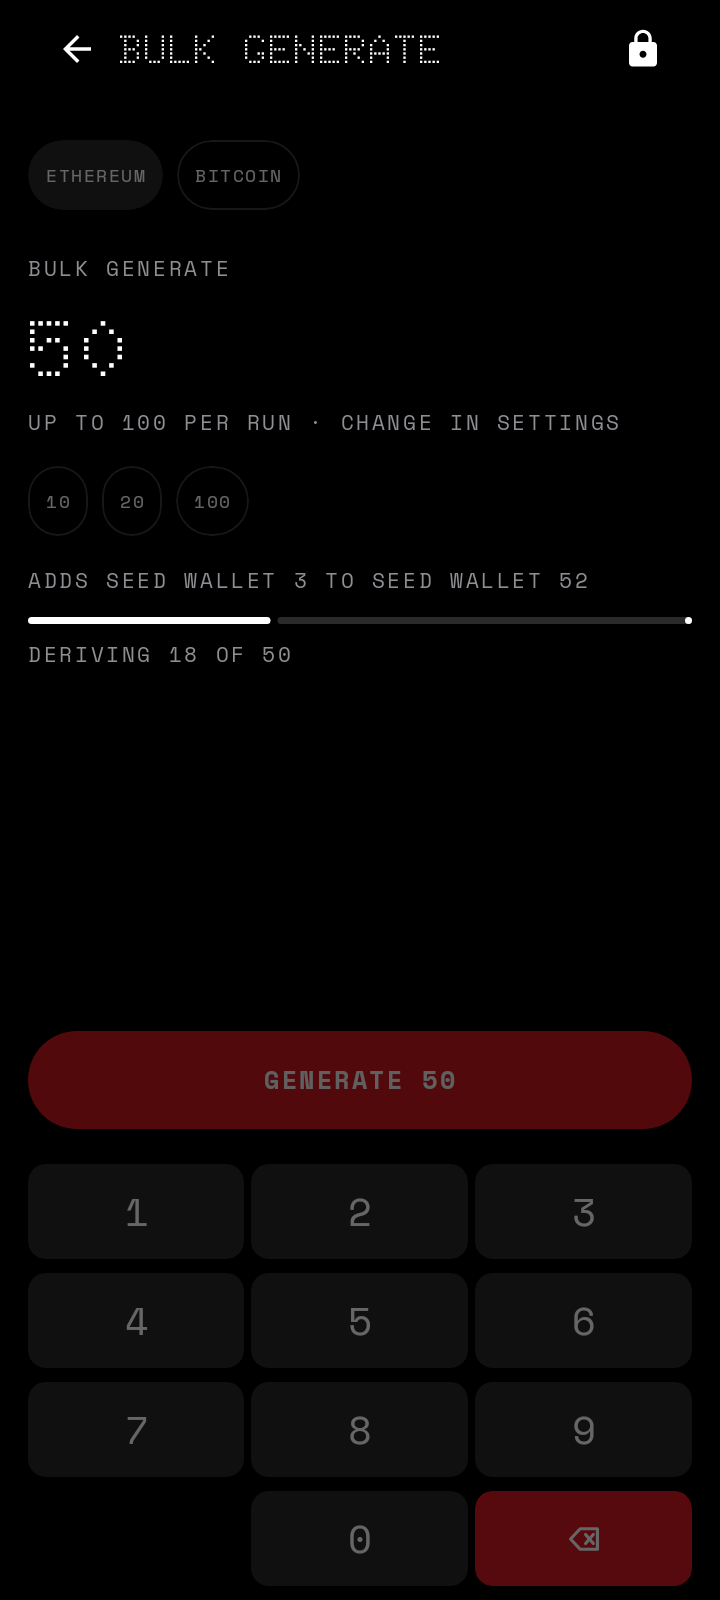 BULK GENERATE
ETHEREUM BITCOIN
BULK GENERATE
50
UP TO 100 PER RUN · CHANGE IN SETTINGS
10 20 100
ADDS SEED WALLET 3 TO SEED WALLET 52
DERIVING 18 OF 50
GENERATE 50
1 2 3
4 5 6
7 8 9
0